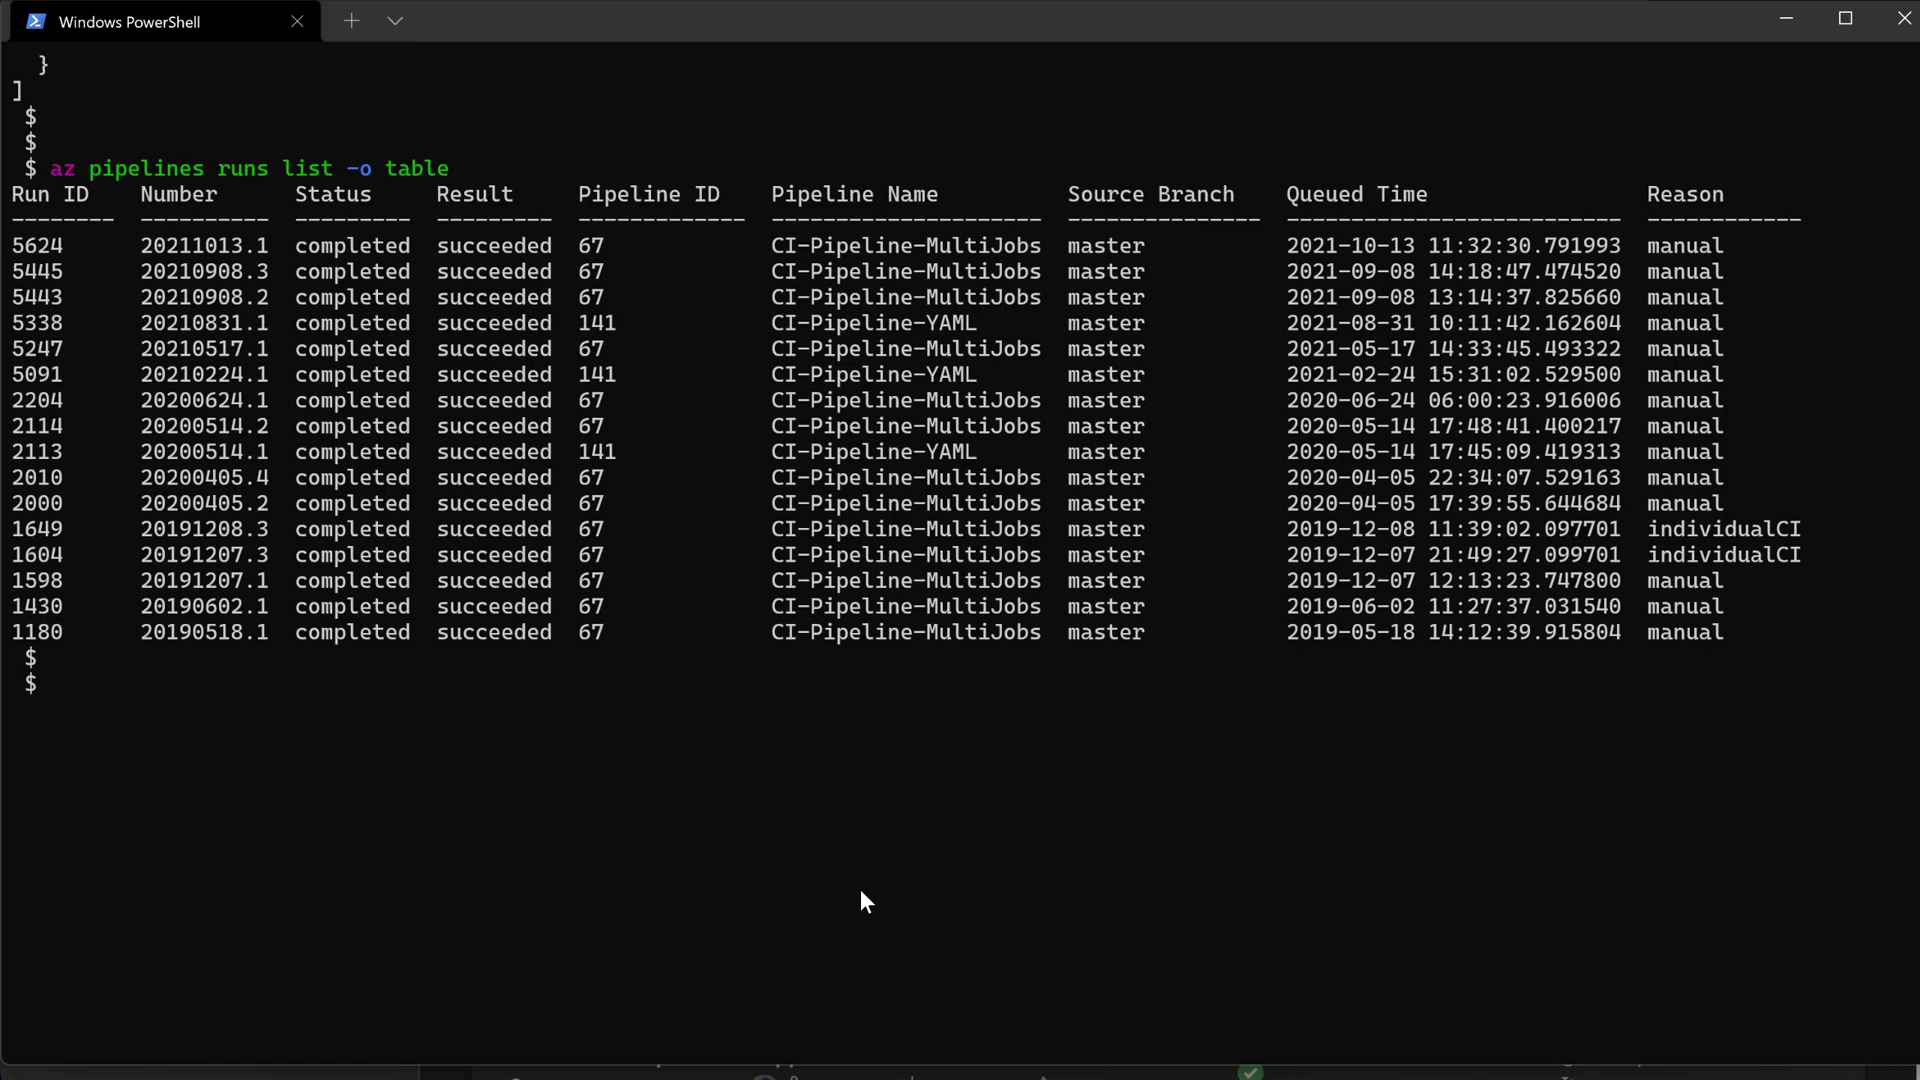 Windows PowerShell
}
]
$
$
$ az pipelines runs list -o table
Run ID Number Status Result Pipeline ID Pipeline Name Source Branch Queued Time Reason
-------- ---------- --------- --------- ------------- --------------------- --------------- -------------------------- ------------
5624 20211013.1 completed succeeded 67 CI-Pipeline-MultiJobs master 2021-10-13 11:32:30.791993 manual
5445 20210908.3 completed succeeded 67 CI-Pipeline-MultiJobs master 2021-09-08 14:18:47.474520 manual
5443 20210908.2 completed succeeded 67 CI-Pipeline-MultiJobs master 2021-09-08 13:14:37.825660 manual
5338 20210831.1 completed succeeded 141 CI-Pipeline-YAML master 2021-08-31 10:11:42.162604 manual
5247 20210517.1 completed succeeded 67 CI-Pipeline-MultiJobs master 2021-05-17 14:33:45.493322 manual
5091 20210224.1 completed succeeded 141 CI-Pipeline-YAML master 2021-02-24 15:31:02.529500 manual
2204 20200624.1 completed succeeded 67 CI-Pipeline-MultiJobs master 2020-06-24 06:00:23.916006 manual
2114 20200514.2 completed succeeded 67 CI-Pipeline-MultiJobs master 2020-05-14 17:48:41.400217 manual
2113 20200514.1 completed succeeded 141 CI-Pipeline-YAML master 2020-05-14 17:45:09.419313 manual
2010 20200405.4 completed succeeded 67 CI-Pipeline-MultiJobs master 2020-04-05 22:34:07.529163 manual
2000 20200405.2 completed succeeded 67 CI-Pipeline-MultiJobs master 2020-04-05 17:39:55.644684 manual
1649 20191208.3 completed succeeded 67 CI-Pipeline-MultiJobs master 2019-12-08 11:39:02.097701 individualCI
1604 20191207.3 completed succeeded 67 CI-Pipeline-MultiJobs master 2019-12-07 21:49:27.099701 individualCI
1598 20191207.1 completed succeeded 67 CI-Pipeline-MultiJobs master 2019-12-07 12:13:23.747800 manual
1430 20190602.1 completed succeeded 67 CI-Pipeline-MultiJobs master 2019-06-02 11:27:37.031540 manual
1180 20190518.1 completed succeeded 67 CI-Pipeline-MultiJobs master 2019-05-18 14:12:39.915804 manual
$
$